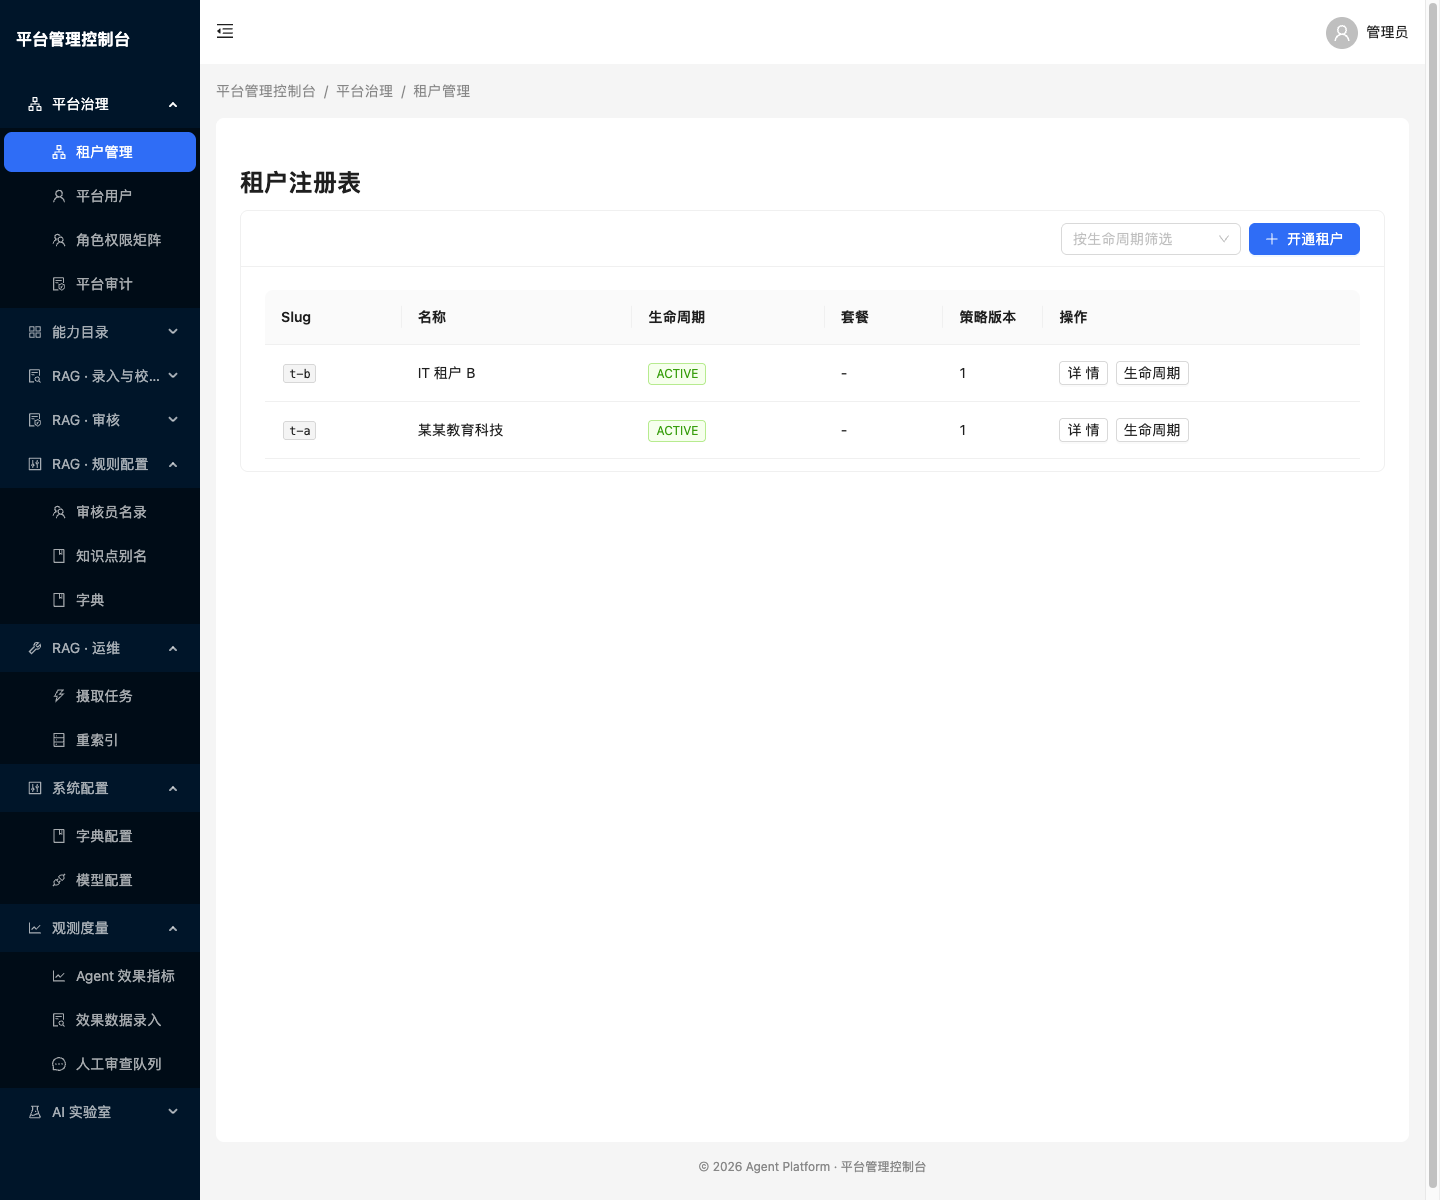 平台管理控制台
平台治理
租户管理
平台用户
角色权限矩阵
平台审计
能力目录
RAG · 录入与校...
RAG · 审核
RAG · 规则配置
审核员名录
知识点别名
字典
RAG · 运维
摄取任务
重索引
系统配置
字典配置
模型配置
观测度量
Agent 效果指标
效果数据录入
人工审查队列
AI 实验室
管理员
平台管理控制台 / 平台治理 / 租户管理
租户注册表
按生命周期筛选 开通租户
Slug 名称 生命周期 套餐 策略版本 操作
t-b IT 租户 B ACTIVE - 1 详 情 生命周期
t-a 某某教育科技 ACTIVE - 1 详 情 生命周期
© 2026 Agent Platform · 平台管理控制台